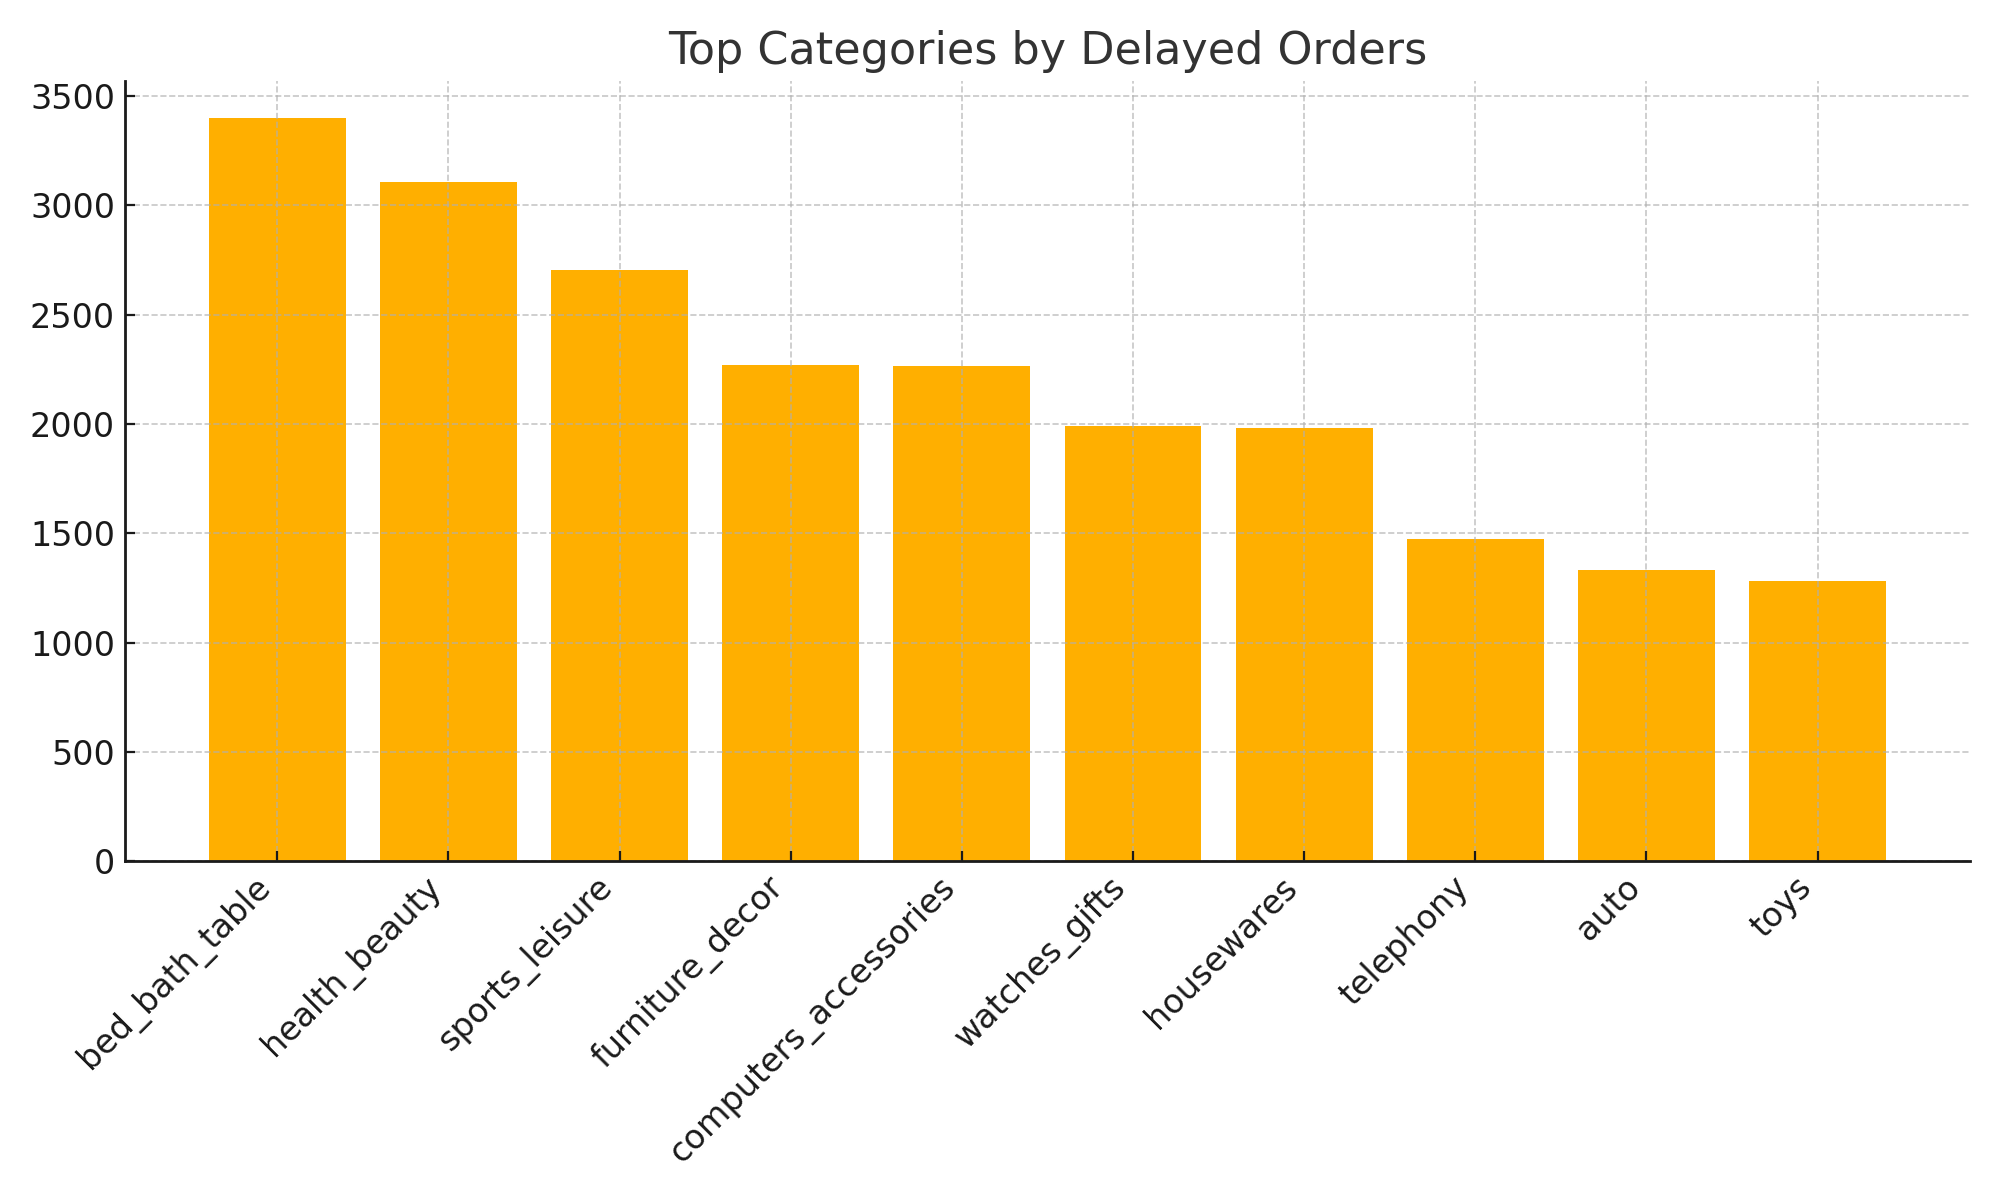 Top Categories by Delayed Orders
3500
3000
2500
2000
1500
1000
500
0
bed_bath_table
health_beauty
sports_leisure
furniture_decor
computers_accessories
watches_gifts
housewares
telephony
auto
toys